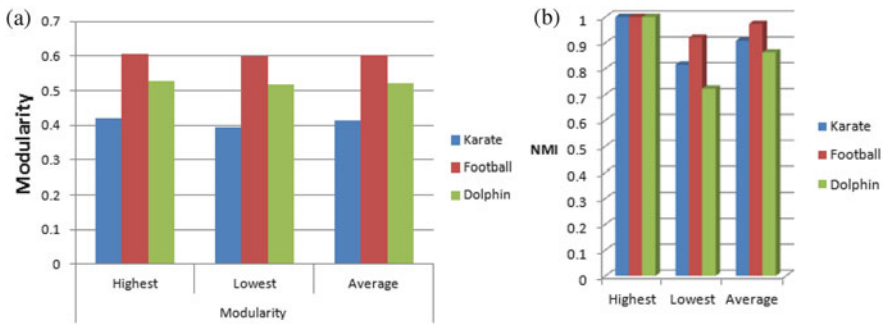 (a)
Modularity
0.7
0.6
0.5
0.4
0.3
0.2
0.1
0
Highest
Lowest
Average
Modularity
Karate
Football
Dolphin
(b)
NMI
1
0.9
0.8
0.7
0.6
0.5
0.4
0.3
0.2
0.1
0
Highest
Lowest
Average
Karate
Football
Dolphin